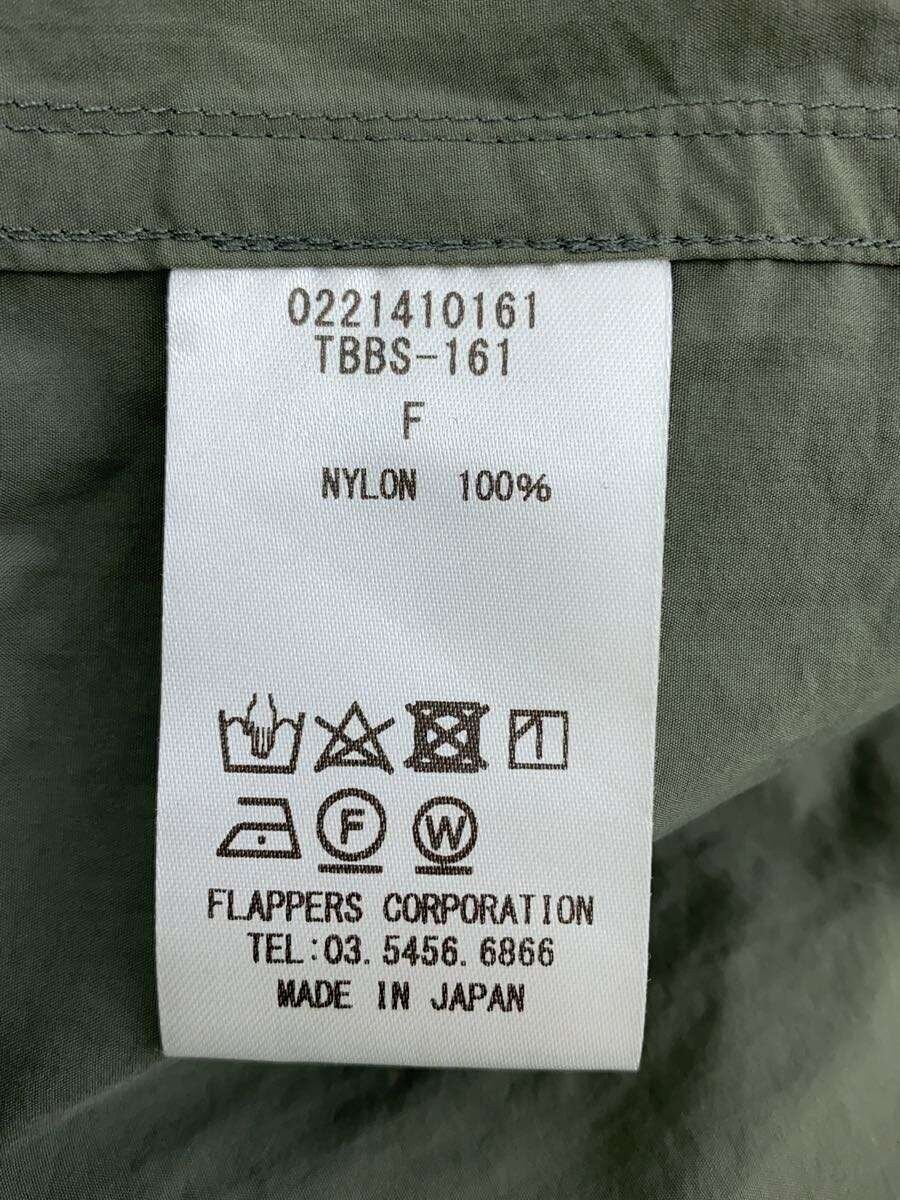 0221410161
TBBS-161
F
NYLON 100%
F W
FLAPPERS CORPORATION
TEL:03.5456.6866
MADE IN JAPAN